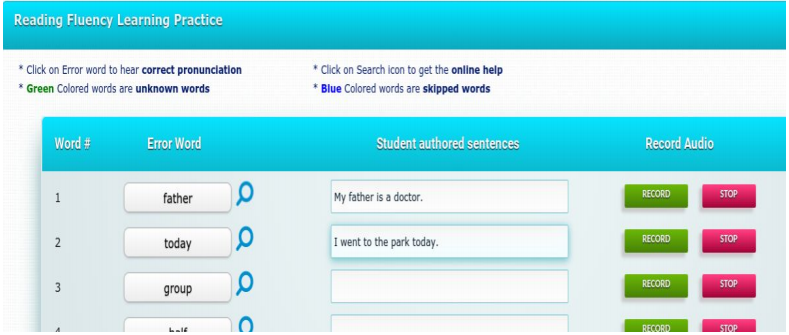 Reading Fluency Learning Practice
* Click on Error word to hear correct pronunciation * Click on Search icon to get the online help
* Green Colored words are unknown words * Blue Colored words are skipped words
Word # Error Word Student authored sentences Record Audio
1 father My father is a doctor. RECORD STOP
2 today I went to the park today. RECORD STOP
3 group RECORD STOP
4 half RECORD STOP